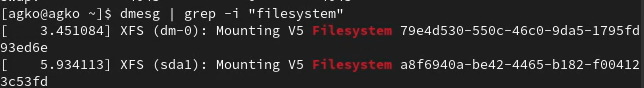 [agko@agko ~]$ dmesg | grep -i "filesystem"
[    3.451084] XFS (dm-0): Mounting V5 Filesystem 79e4d530-550c-46c0-9da5-1795fd
93ed6e
[    5.934113] XFS (sda1): Mounting V5 Filesystem a8f6940a-be42-4465-b182-f00412
3c53fd